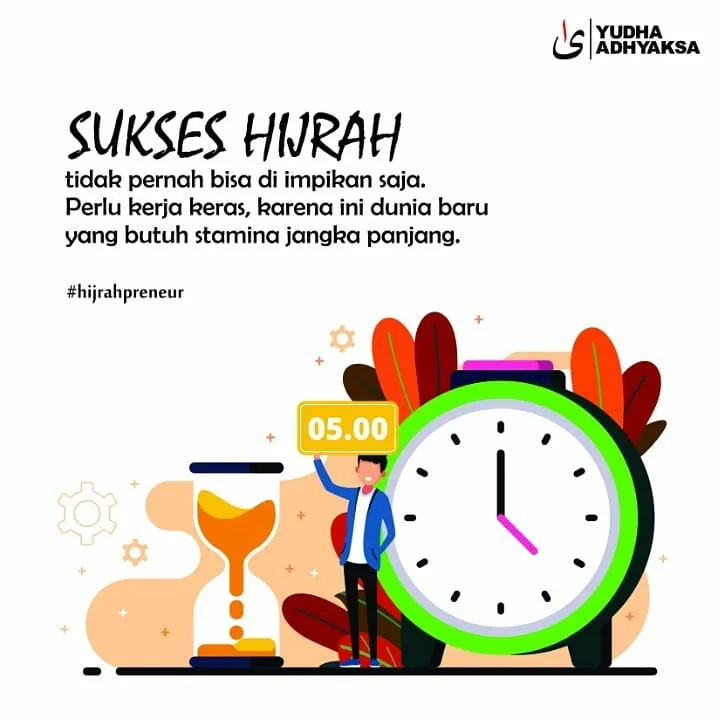 YUDHA
ADHYAKSA
SUKSES HIJRAH
tidak pernah bisa di impikan saja.
Perlu kerja keras, karena ini dunia baru
yang butuh stamina jangka panjang.
#hijrahpreneur
05.00